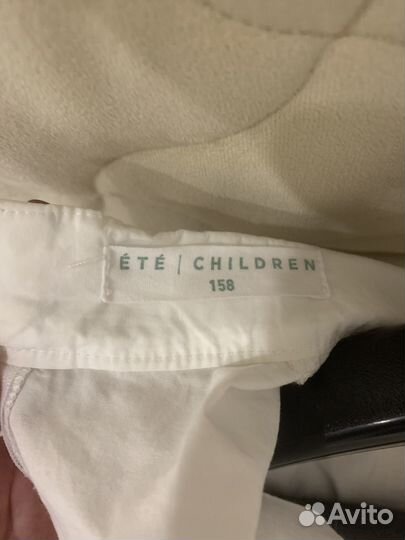 ÉTÉ | CHILDREN
158
Avito